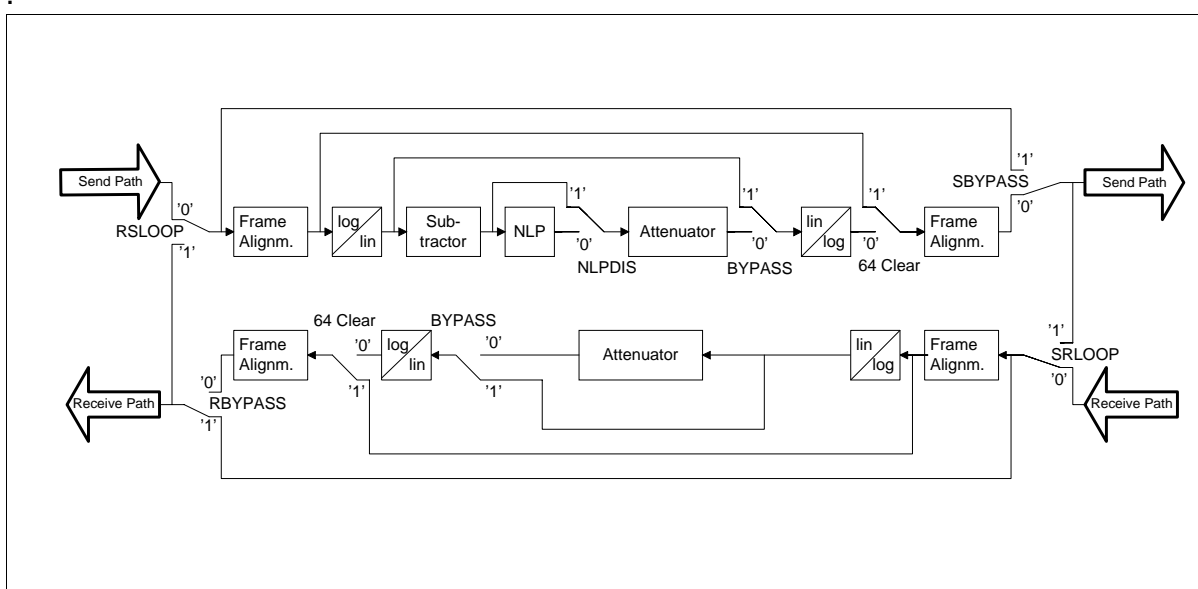 .
'1'
Send Path
SBYPASS
Send Path
'0'
'1'
'1'
'1'
'0'
RSLOOP
Frame Alignm.
log lin
Sub-
tractor
NLP
'0'
Attenuator
'0'
lin log
'0'
Frame Alignm.
'1'
NLPDIS
BYPASS
64 Clear
64 Clear
BYPASS
'1'
'0'
Frame Alignm.
'0'
log lin
'0'
Attenuator
lin log
Frame Alignm.
SRLOOP
'0'
'1'
'1'
'0'
Receive Path
RBYPASS
'1'
Receive Path